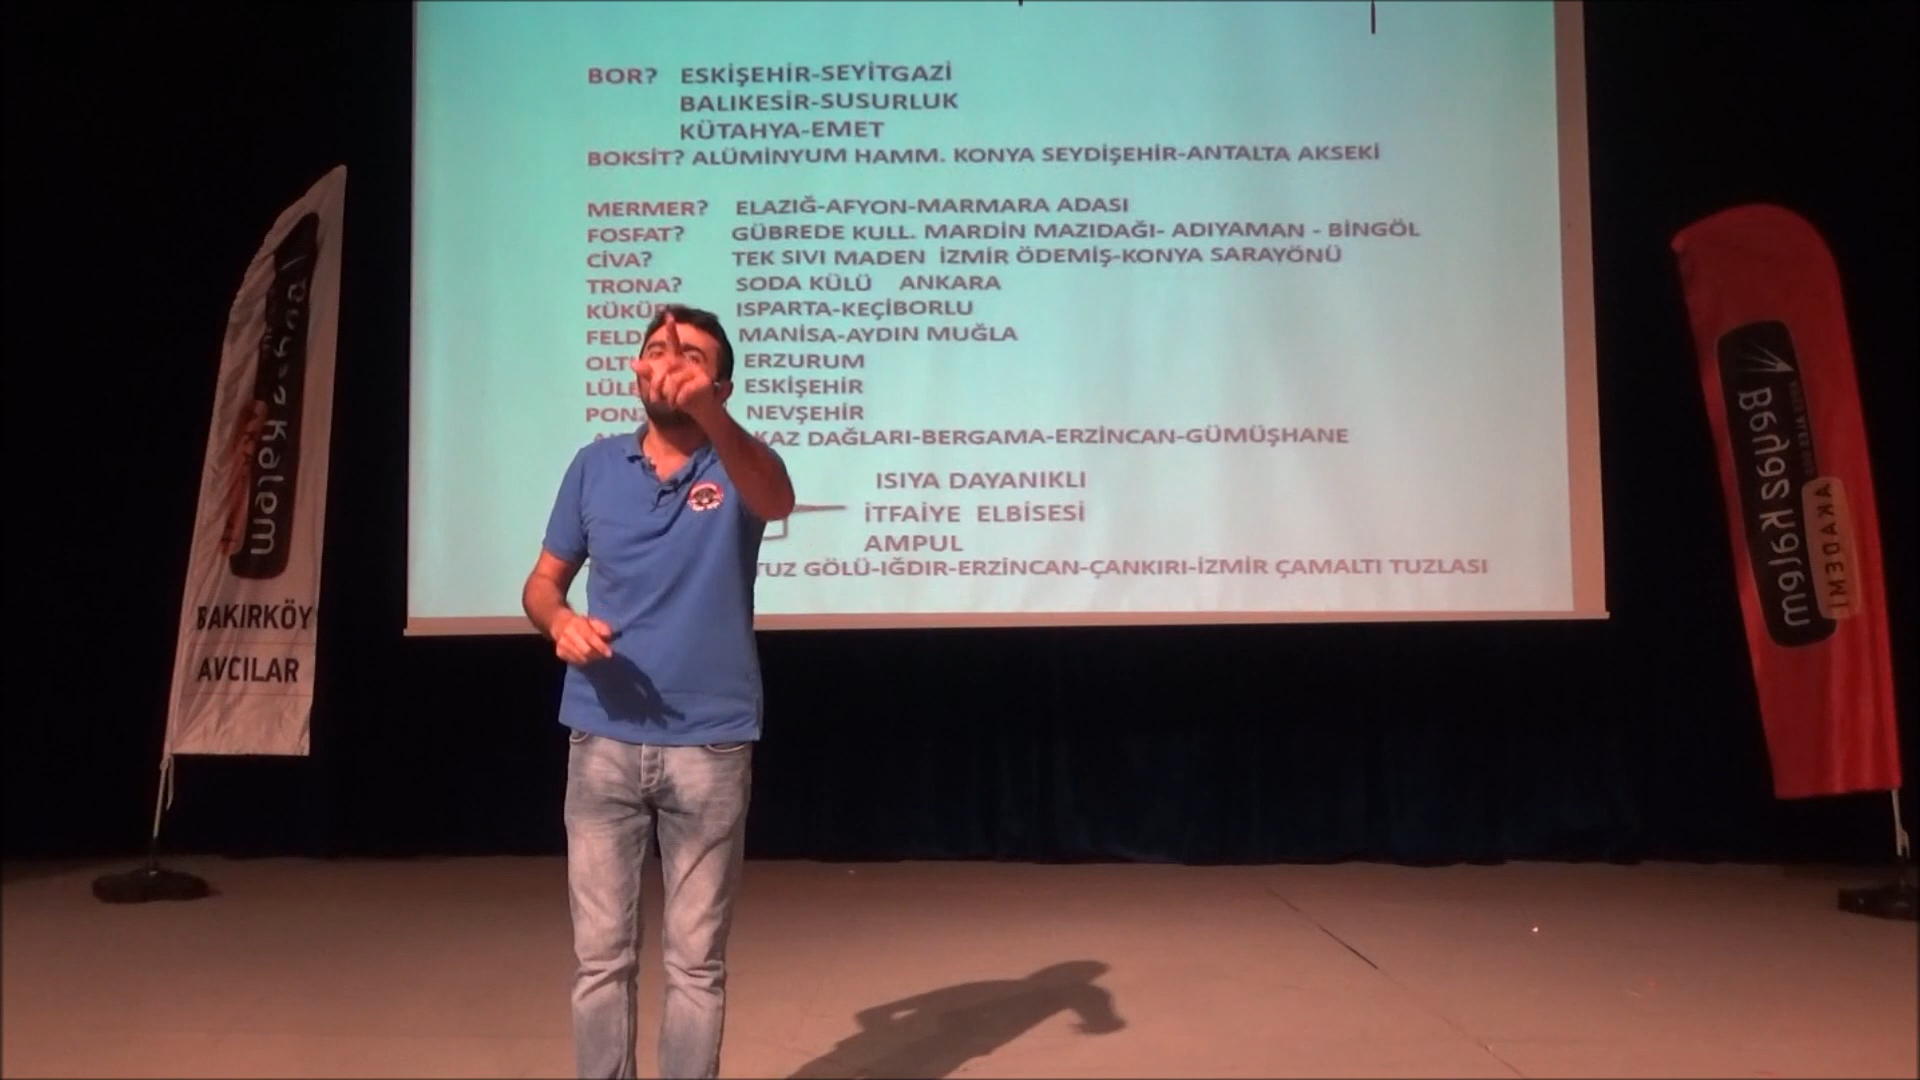 BOR? ESKİŞEHİR-SEYİTGAZİ
BALIKESİR-SUSURLUK
KÜTAHYA-EMET
BOKSİT? ALÜMİNYUM HAMM. KONYA SEYDİŞEHİR-ANTALTA AKSEKİ
MERMER? ELAZIĞ-AFYON-MARMARA ADASI
FOSFAT? GÜBREDE KULL. MARDİN MAZIDAĞI- ADIYAMAN - BİNGÖL
CİVA? TEK SIVI MADEN İZMİR ÖDEMİŞ-KONYA SARAYÖNÜ
TRONA? SODA KÜLÜ ANKARA
ISPARTA-KEÇİBORLU
MANİSA-AYDIN MUĞLA
ERZURUM
ESKİŞEHİR
NEVŞEHİR
KAZ DAĞLARI-BERGAMA-ERZİNCAN-GÜMÜŞHANE
ISIYA DAYANIKLI
İTFAİYE ELBİSESİ
AMPUL
TUZ GÖLÜ-IĞDIR-ERZİNCAN-ÇANKIRI-İZMİR ÇAMALTI TUZLASI
BAKIRKÖY
AVCILAR
Beyaz Kalem
AKADEMİ